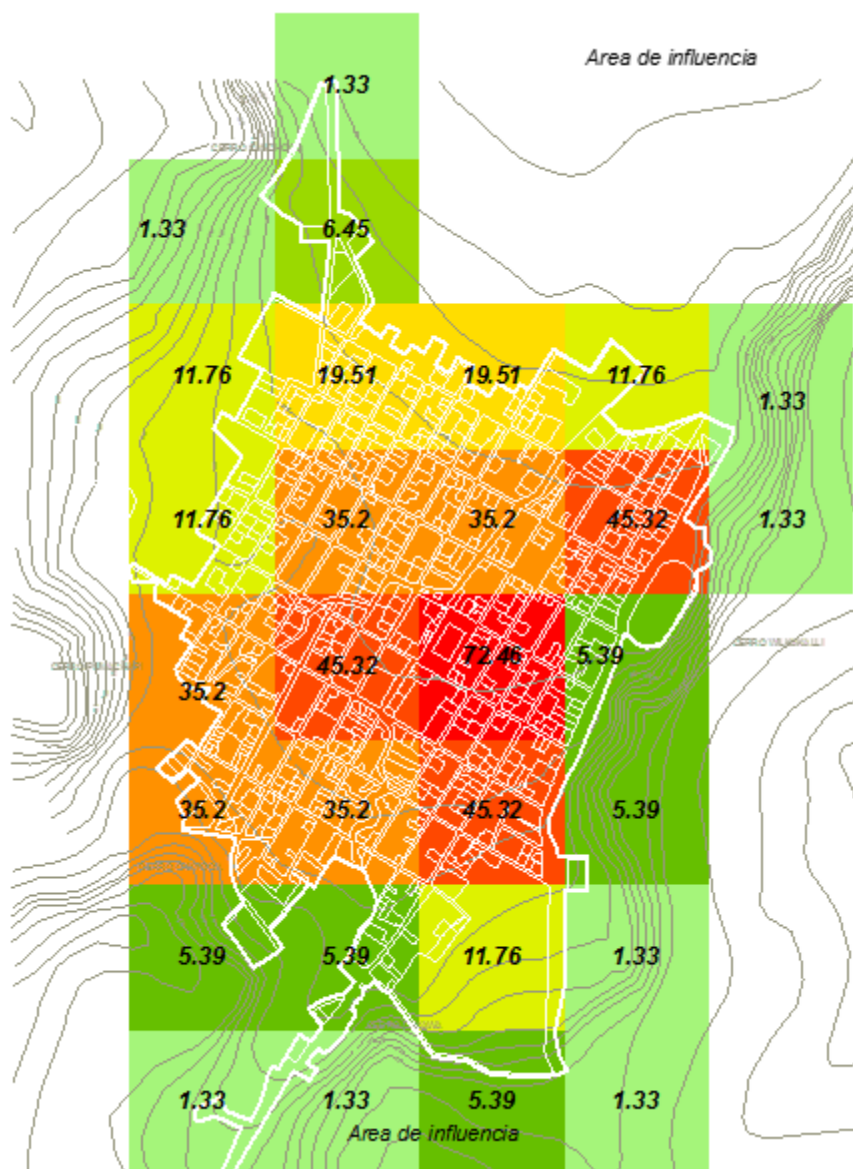 Area de influencia
1.33
1.33 6.45
11.76 19.51 19.51 11.76
1.33
11.76 35.2 35.2 45.32 1.33
45.32 72.46 5.39
35.2
35.2 35.2 45.32 5.39
5.39 5.39 11.76 1.33
1.33 1.33 5.39 1.33
Area de influencia